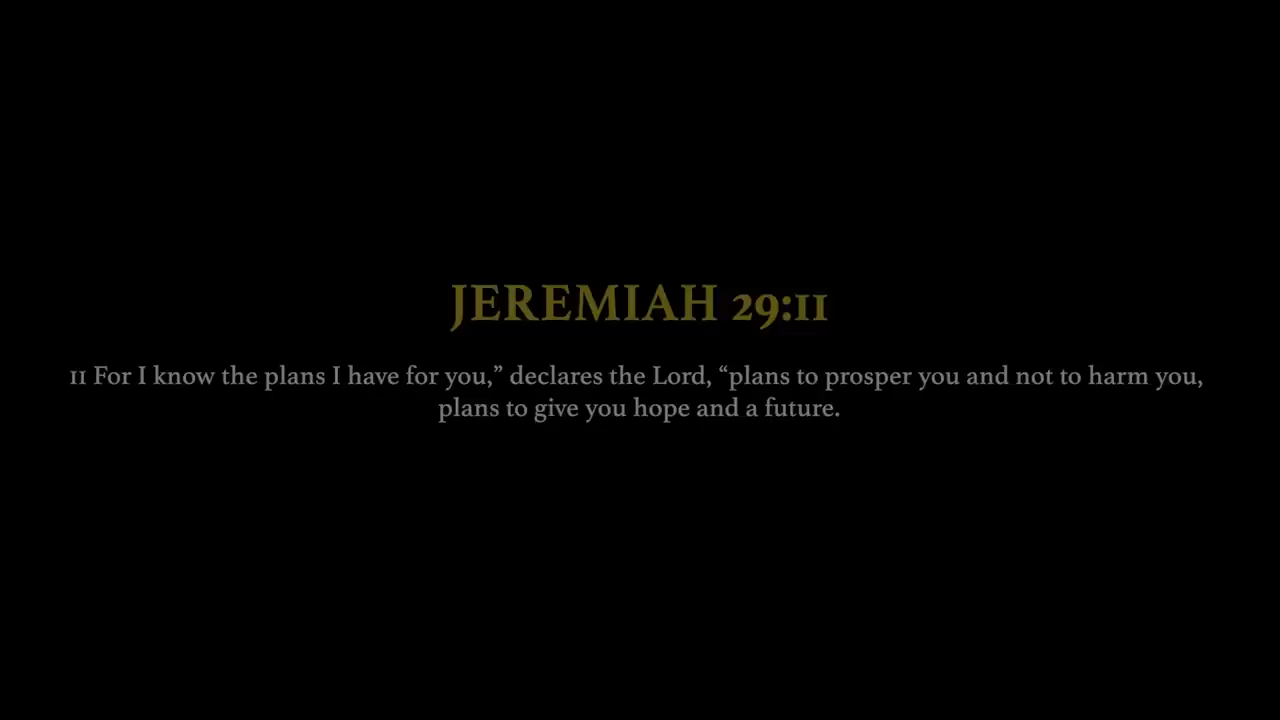 JEREMIAH 29:11
11 For I know the plans I have for you,” declares the Lord, “plans to prosper you and not to harm you,
plans to give you hope and a future.